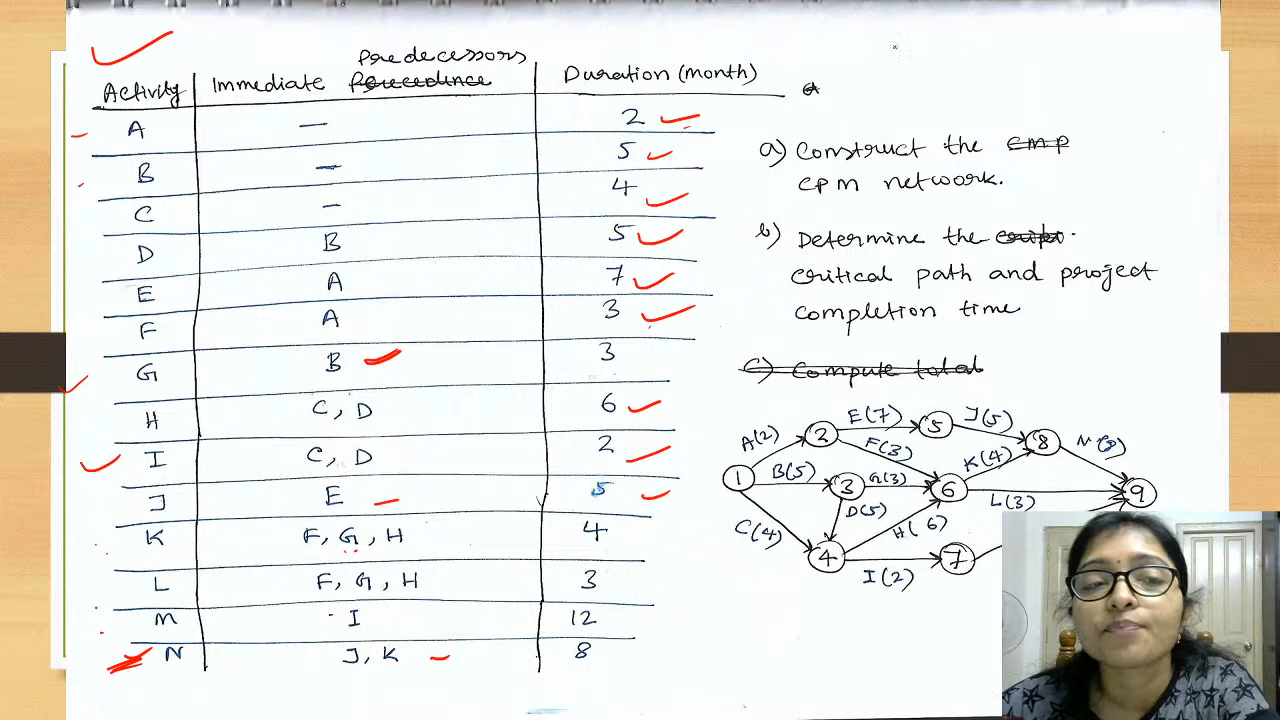 Activity Immediate Predecessors Precedence Duration (month)
A — 2
B — 5
C — 4
D B 5
E A 7
F A 3
G B 3
H C, D 6
I C, D 2
J E 5
K F, G, H 4
L F, G, H 3
M I 12
N J, K 8
a) Construct the cmp
CPM network.
b) Determine the
critical path and project
completion time
c) Compute total
A(2) E(7) J(5) N(8)
B(5) F(3) G(3) K(4)
C(4) D(5) H(6) L(3)
I(2)
1 2 3 4 5 6 7 8 9